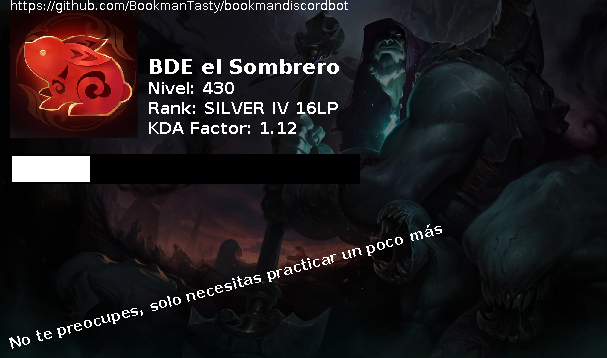 https://github.com/BookmanTasty/bookmandiscordbot
BDE el Sombrero
Nivel: 430
Rank: SILVER IV 16LP
KDA Factor: 1.12
No te preocupes, solo necesitas practicar un poco más